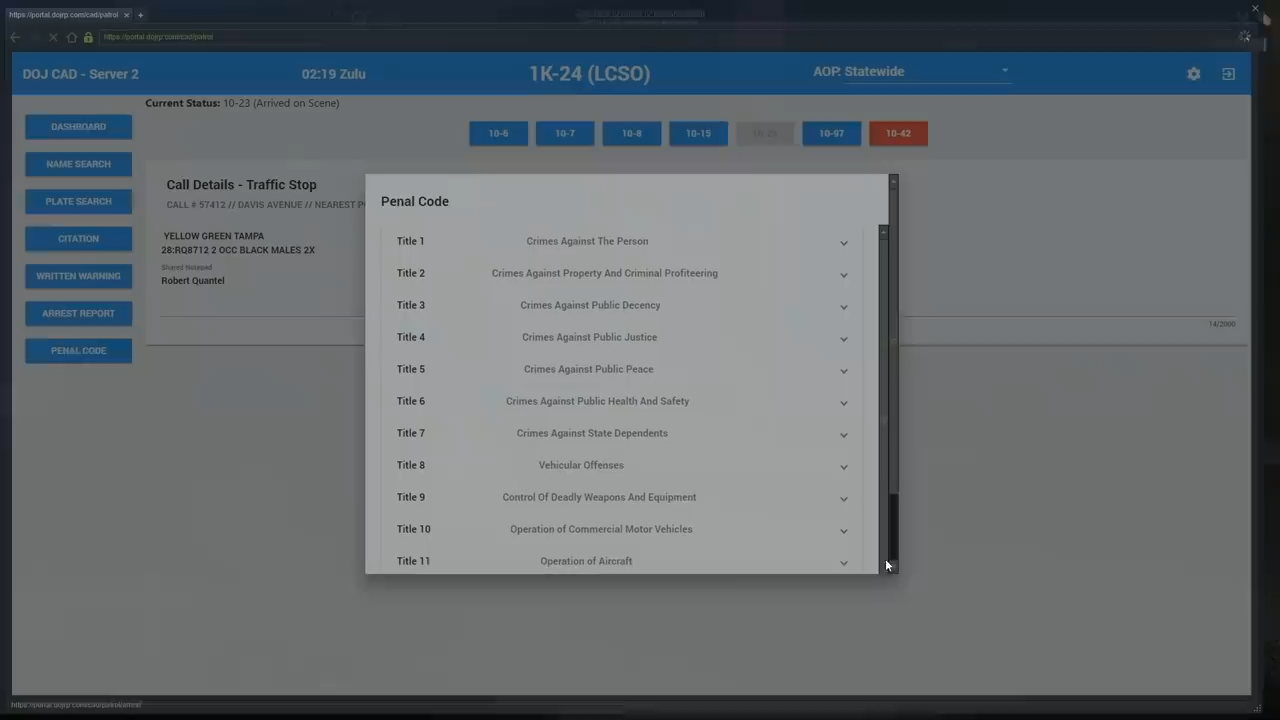 https://portal.dojrp.com/cad/patrol
https://portal.dojrp.com/cad/patrol
DOJ CAD - Server 2
02:19 Zulu
1K-24 (LCSO)
AOP: Statewide
Current Status: 10-23 (Arrived on Scene)
DASHBOARD
NAME SEARCH
PLATE SEARCH
CITATION
WRITTEN WARNING
ARREST REPORT
PENAL CODE
10-6
10-7
10-8
10-15
10-97
10-42
Call Details - Traffic Stop
CALL # 57412 // DAVIS AVENUE // NEAREST
YELLOW GREEN TAMPA
28:RQ8712 2 OCC BLACK MALES 2X
Shared Notepad
Robert Quantel
14/2000
Penal Code
Title 1 Crimes Against The Person
Title 2 Crimes Against Property And Criminal Profiteering
Title 3 Crimes Against Public Decency
Title 4 Crimes Against Public Justice
Title 5 Crimes Against Public Peace
Title 6 Crimes Against Public Health And Safety
Title 7 Crimes Against State Dependents
Title 8 Vehicular Offenses
Title 9 Control Of Deadly Weapons And Equipment
Title 10 Operation of Commercial Motor Vehicles
Title 11 Operation of Aircraft